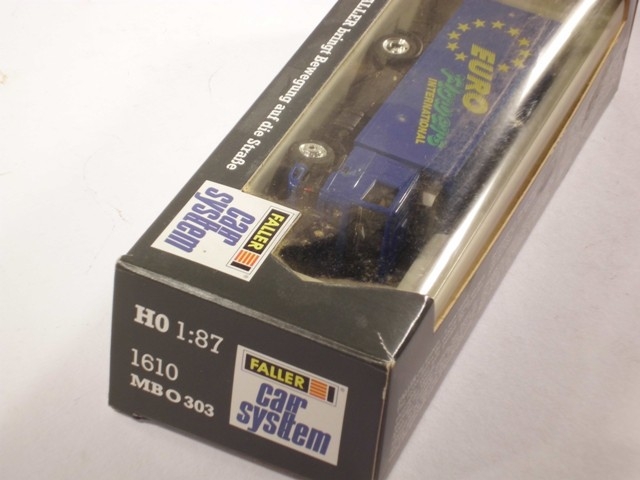 FALLER bringt Bewegung auf die Straße
EURO
Flowers
INTERNATIONAL
FALLER
car
system
H0 1:87
1610
MB O 303
FALLER
car
system